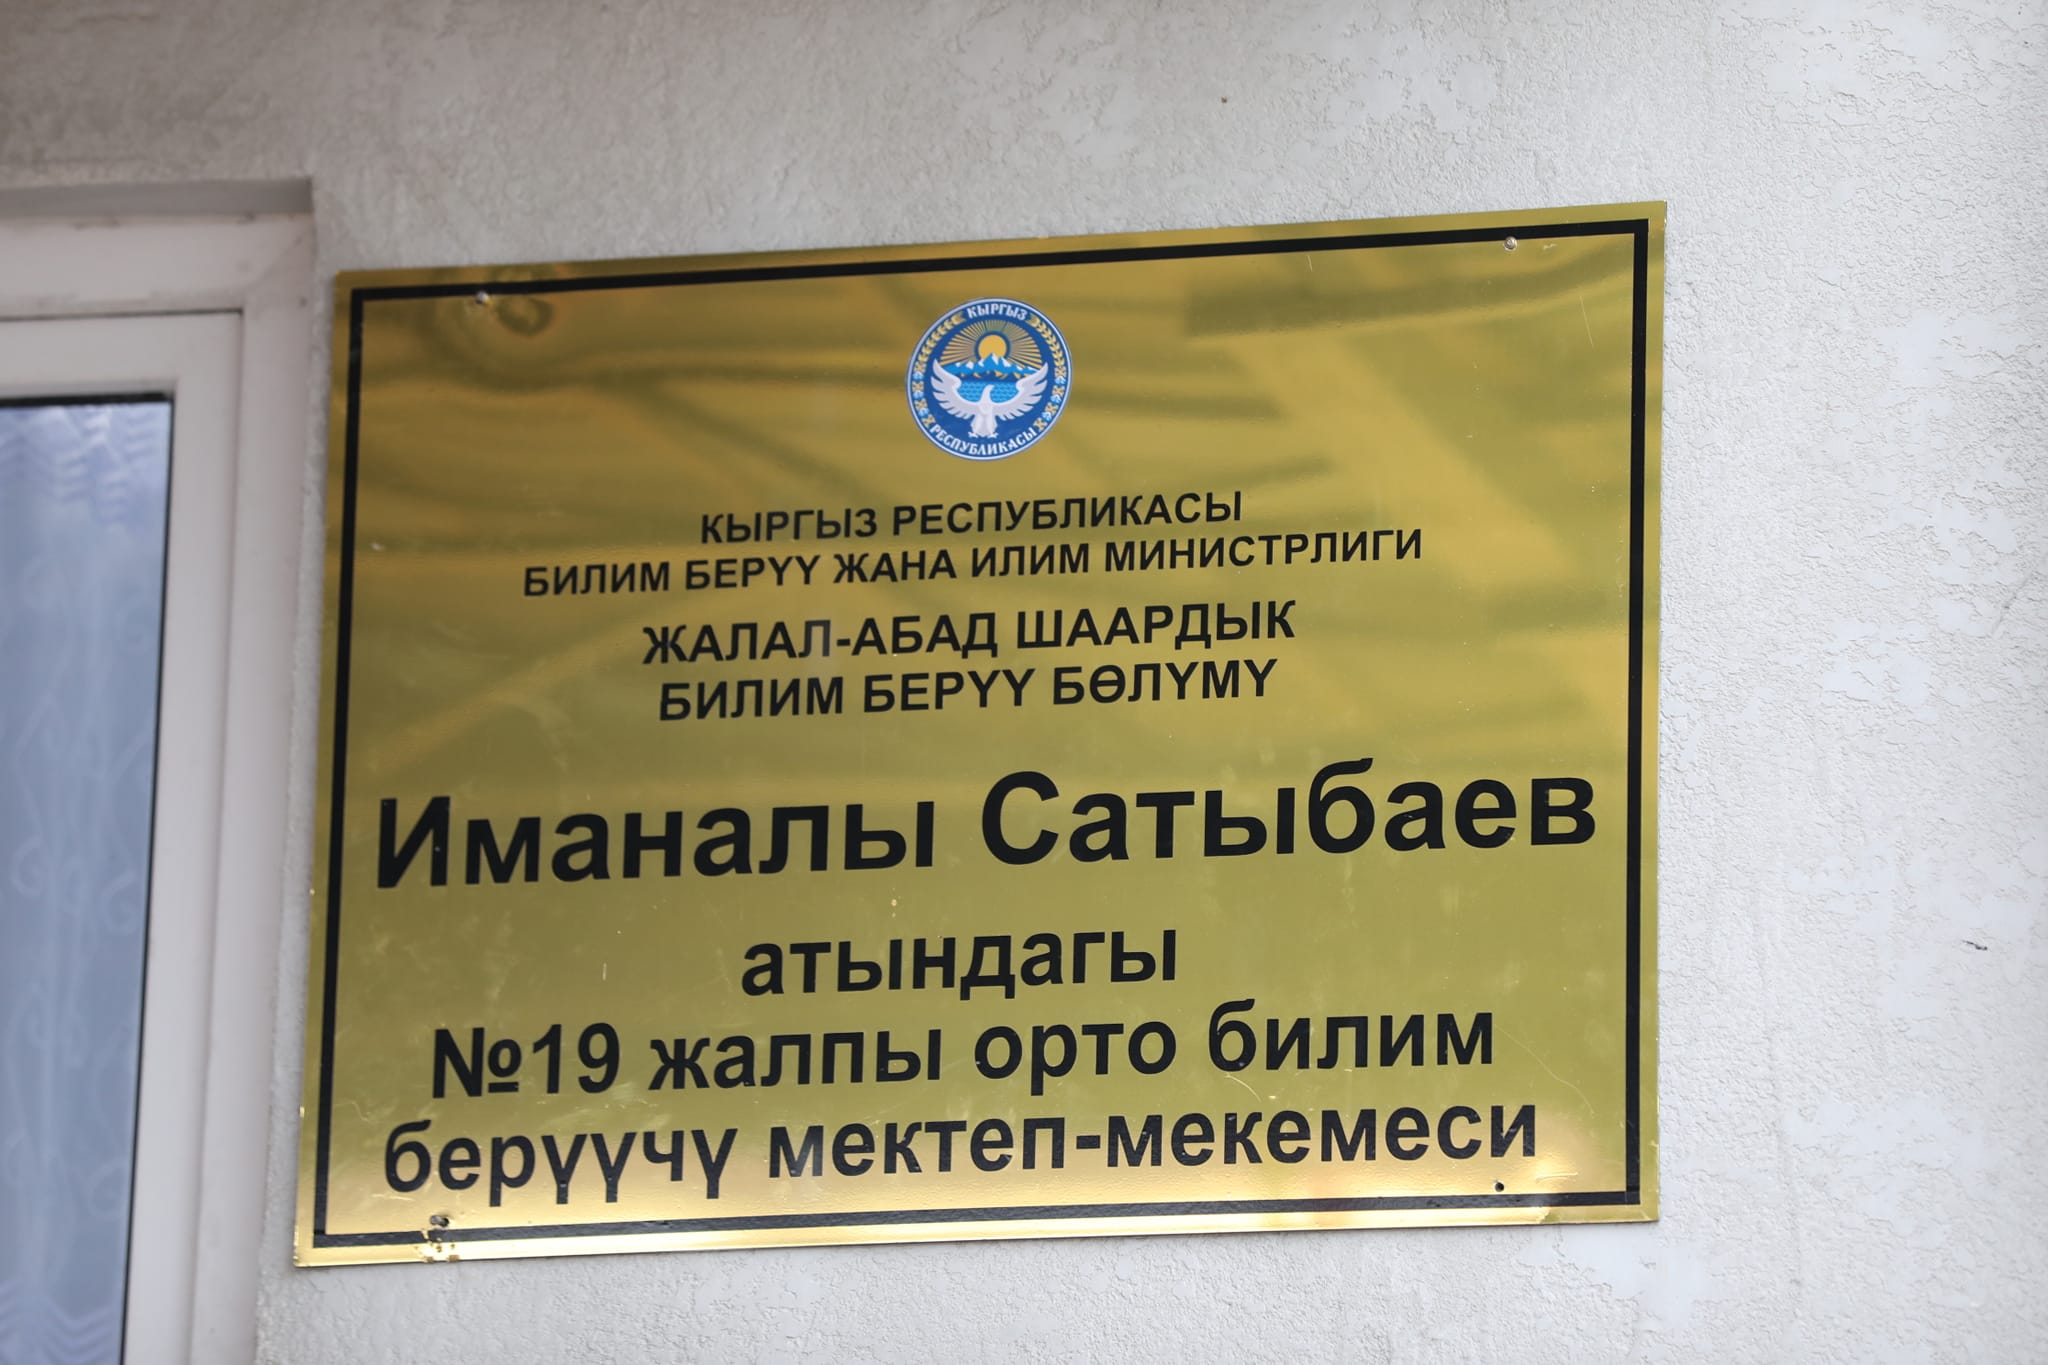 КЫРГЫЗ
РЕСПУБЛИКАСЫ
КЫРГЫЗ РЕСПУБЛИКАСЫ
БИЛИМ БЕРҮҮ ЖАНА ИЛИМ МИНИСТРЛИГИ
ЖАЛАЛ-АБАД ШААРДЫК
БИЛИМ БЕРҮҮ БӨЛҮМҮ
Иманалы Сатыбаев
атындагы
№19 жалпы орто билим
берүүчү мектеп-мекемеси